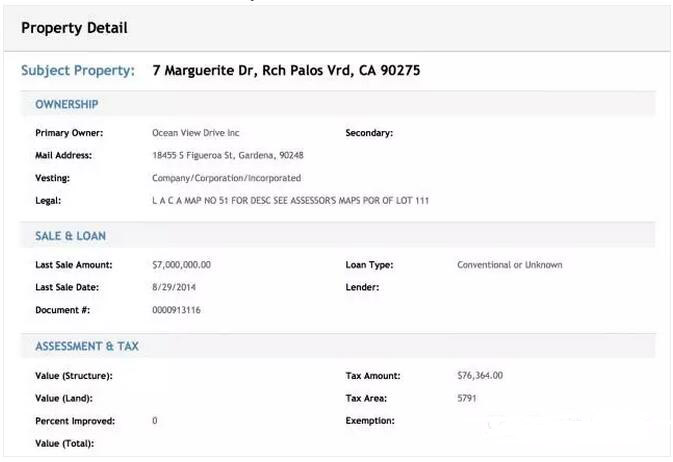 Property Detail
Subject Property: 7 Marguerite Dr, Rch Palos Vrd, CA 90275
OWNERSHIP
Primary Owner: Ocean View Drive Inc Secondary:
Mail Address: 18455 S Figueroa St, Gardena, 90248
Vesting: Company/Corporation/Incorporated
Legal: L A C A MAP NO 51 FOR DESC SEE ASSESSOR'S MAPS POR OF LOT 111
SALE & LOAN
Last Sale Amount: $7,000,000.00 Loan Type: Conventional or Unknown
Last Sale Date: 8/29/2014 Lender:
Document #: 0000913116
ASSESSMENT & TAX
Value (Structure): Tax Amount: $76,364.00
Value (Land): Tax Area: 5791
Percent Improved: 0 Exemption:
Value (Total):